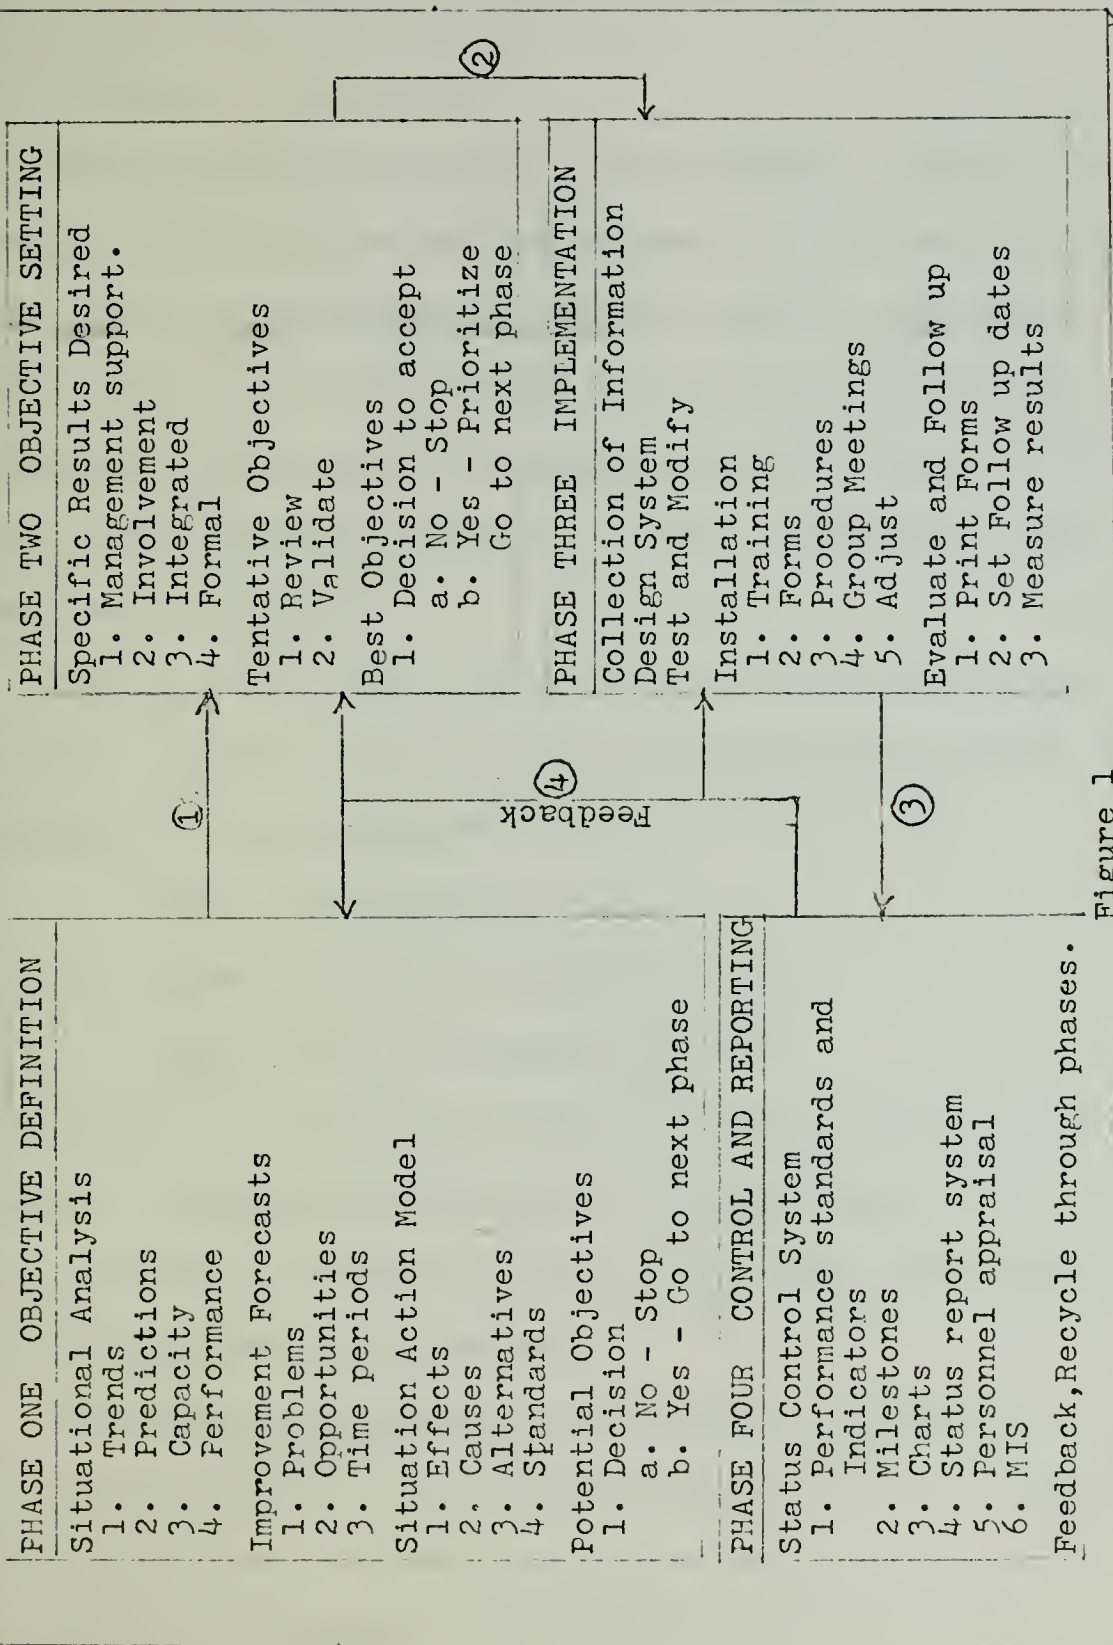 PHASE ONE OBJECTIVE DEFINITION
Situational Analysis
1. Trends
2. Predictions
3. Capacity
4. Performance
Improvement Forecasts
1. Problems
2. Opportunities
3. Time periods
Situation Action Model
1. Effects
2. Causes
3. Alternatives
4. Standards
Potential Objectives
1. Decision
a. No - Stop
b. Yes - Go to next phase
①
PHASE TWO OBJECTIVE SETTING
Specific Results Desired
1. Management support.
2. Involvement
3. Integrated
4. Formal
Tentative Objectives
1. Review
2. Validate
Best Objectives
1. Decision to accept
a. No - Stop
b. Yes - Prioritize
Go to next phase
②
PHASE THREE IMPLEMENTATION
Collection of Information
Design System
Test and Modify
Installation
1. Training
2. Forms
3. Procedures
4. Group Meetings
5. Adjust
Evaluate and Follow up
1. Print Forms
2. Set Follow up dates
3. Measure results
③
PHASE FOUR CONTROL AND REPORTING
Status Control System
1. Performance standards and
Indicators
2. Milestones
3. Charts
4. Status report system
5. Personnel appraisal
6. MIS
Feedback,Recycle through phases.
④
Feedback
Figure 1